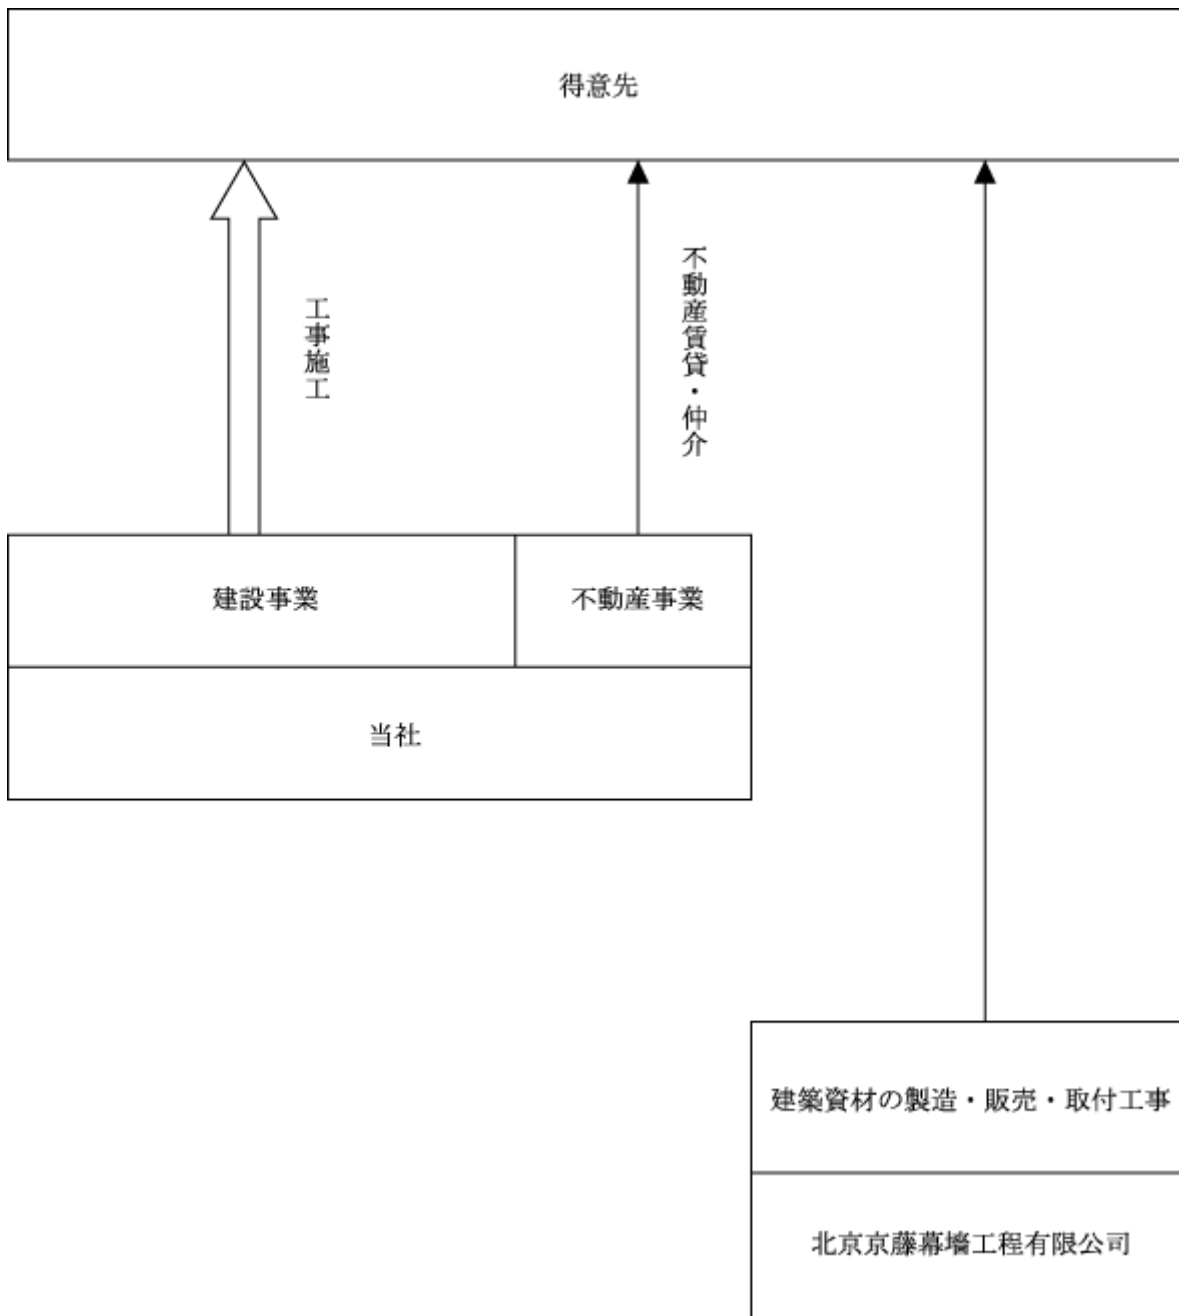 得意先
工事施工
不動産賃貸・仲介
建設事業
不動産事業
当社
建築資材の製造・販売・取付工事
北京京藤幕墻工程有限公司